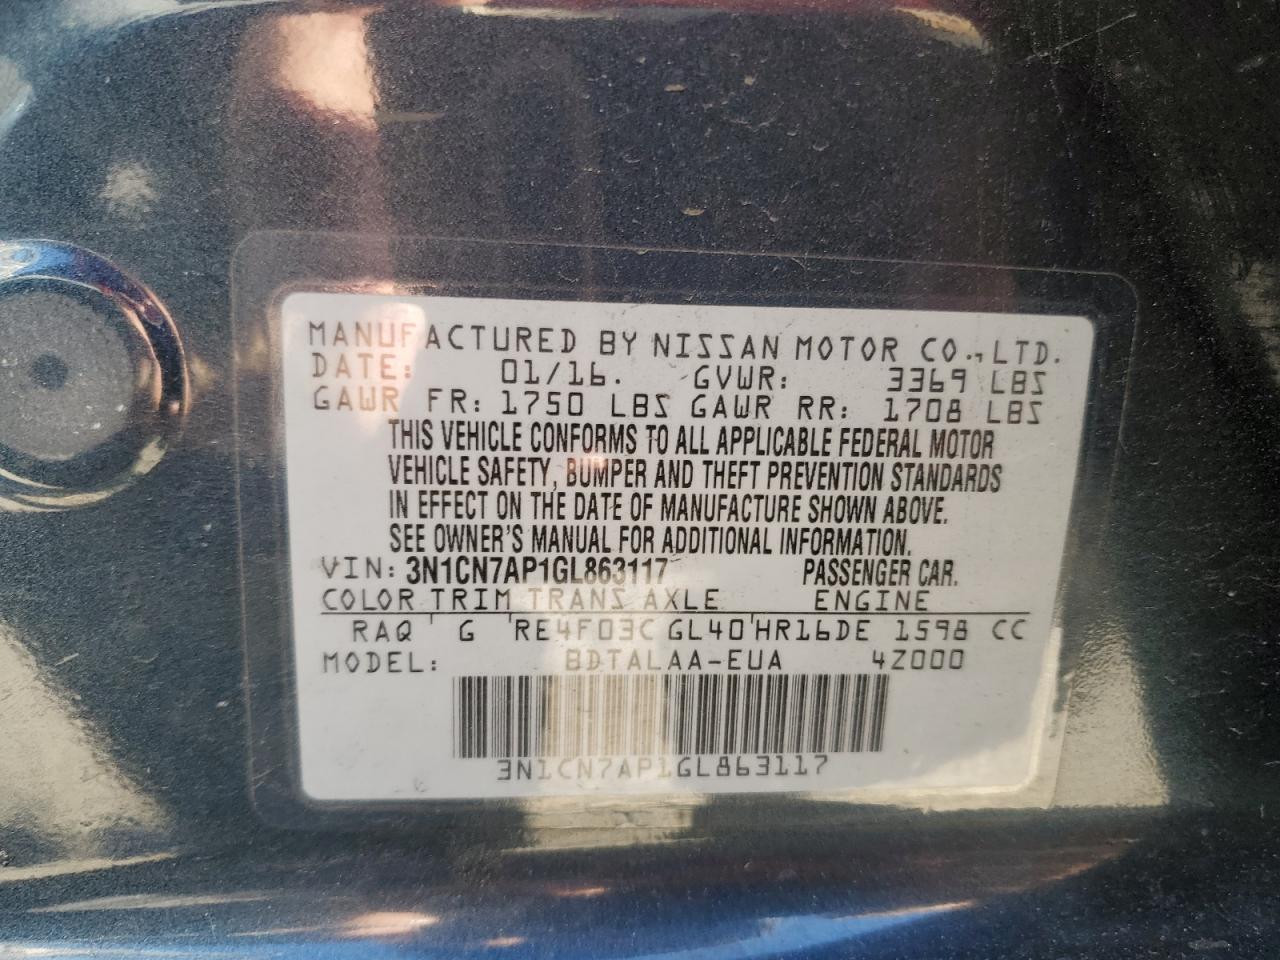 MANUFACTURED BY NISSAN MOTOR CO., LTD.
DATE: 01/16. GVWR: 3369 LBS
GAWR FR: 1750 LBS GAWR RR: 1708 LBS
THIS VEHICLE CONFORMS TO ALL APPLICABLE FEDERAL MOTOR
VEHICLE SAFETY, BUMPER AND THEFT PREVENTION STANDARDS
IN EFFECT ON THE DATE OF MANUFACTURE SHOWN ABOVE.
SEE OWNER'S MANUAL FOR ADDITIONAL INFORMATION.
VIN: 3N1CN7AP1GL863117 PASSENGER CAR.
COLOR TRIM TRANS AXLE ENGINE
RAQ G RE4F03C GL40 HR16DE 1598 CC
MODEL: BDTALAA-EUA 4Z000
3N1CN7AP1GL863117